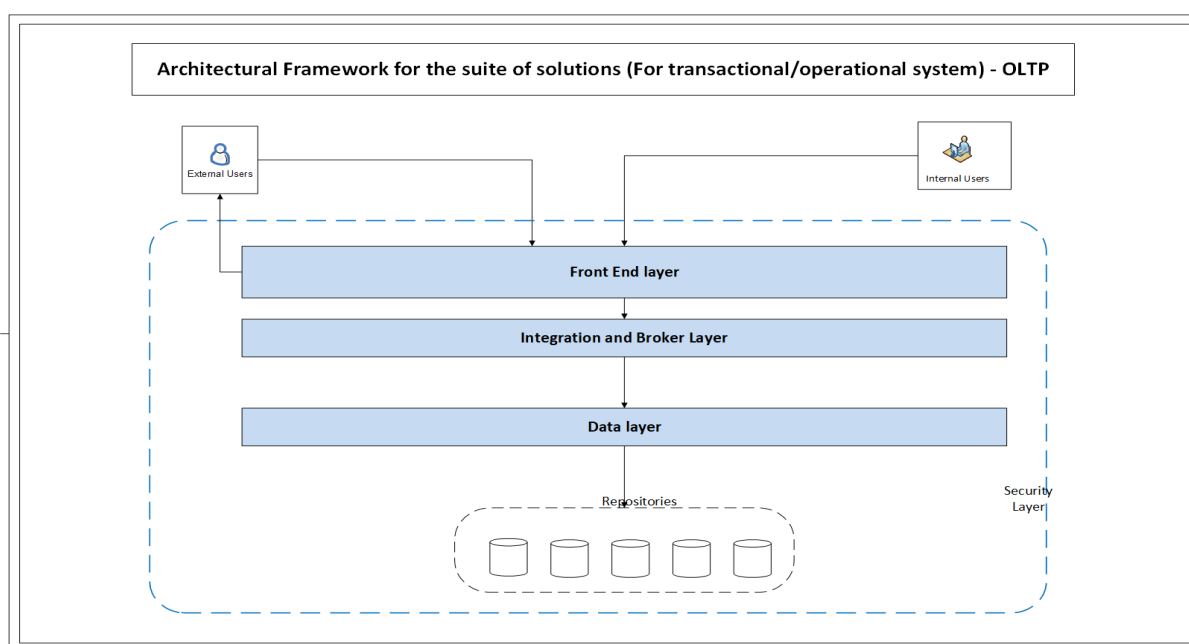 Architectural Framework for the suite of solutions (For transactional/operational system) - OLTP
External Users
Internal Users
Front End layer
Integration and Broker Layer
Data layer
Repositories
Security
Layer